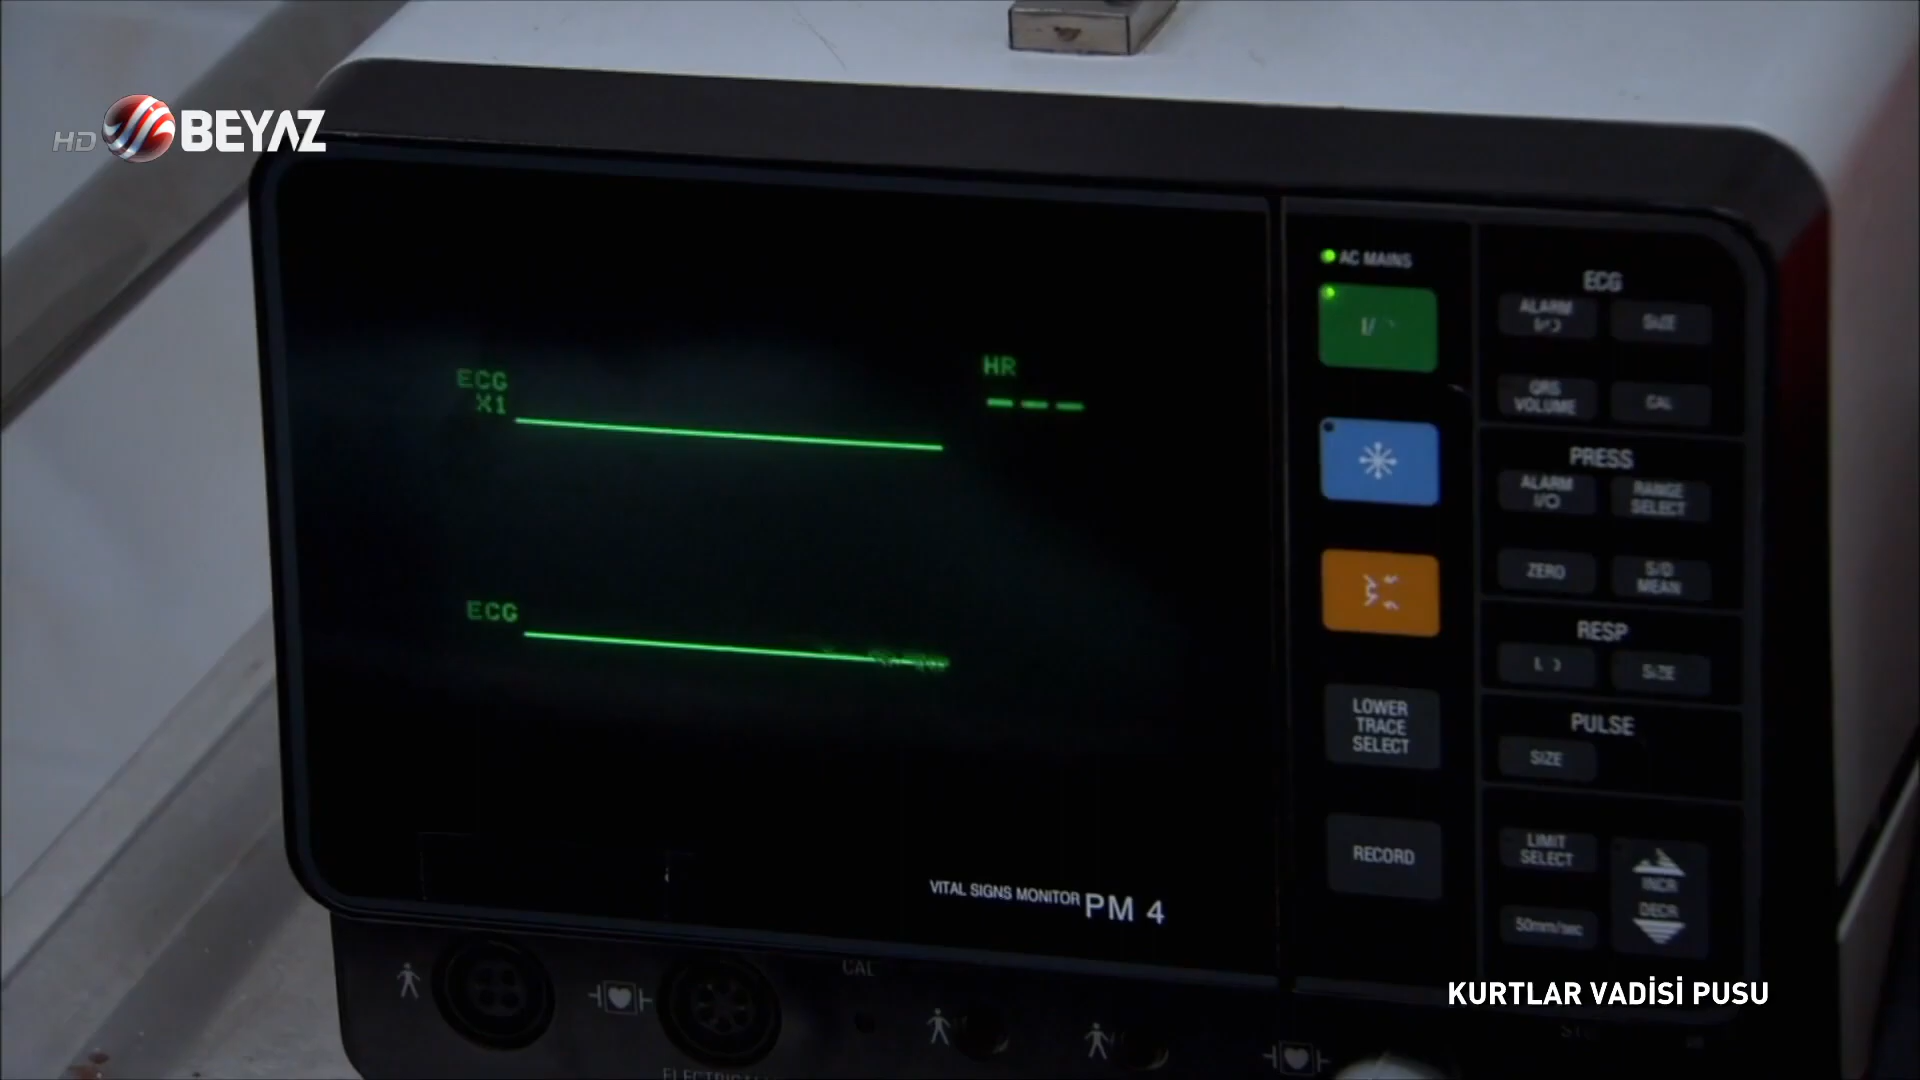 HD BEYAZ
AC MAINS
ECG
ALARM
SIZE
QRS
VOLUME
CAL
ECG
X1
HR
---
PRESS
ALARM
I/O
RANGE
SELECT
ZERO
S/D
MEAN
ECG
RESP
SIZE
LOWER
TRACE
SELECT
PULSE
SIZE
RECORD
LIMIT
SELECT
INCR
DECR
50mm/sec
VITAL SIGNS MONITOR PM 4
CAL
KURTLAR VADİSİ PUSU